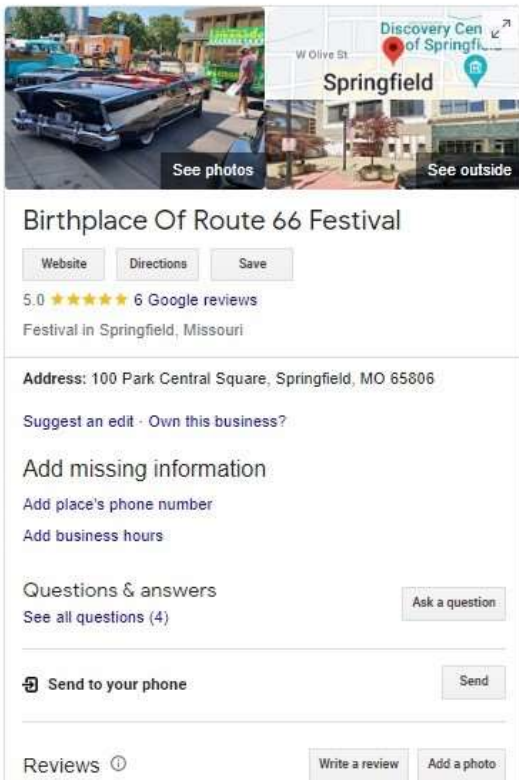 Discovery Cen
of Springfi
W Olive St
Springfield
See photos
See outside
Birthplace Of Route 66 Festival
Website
Directions
Save
5.0 ★★★★★ 6 Google reviews
Festival in Springfield, Missouri
Address: 100 Park Central Square, Springfield, MO 65806
Suggest an edit · Own this business?
Add missing information
Add place's phone number
Add business hours
Questions & answers
See all questions (4)
Ask a question
Send to your phone
Send
Reviews
Write a review
Add a photo